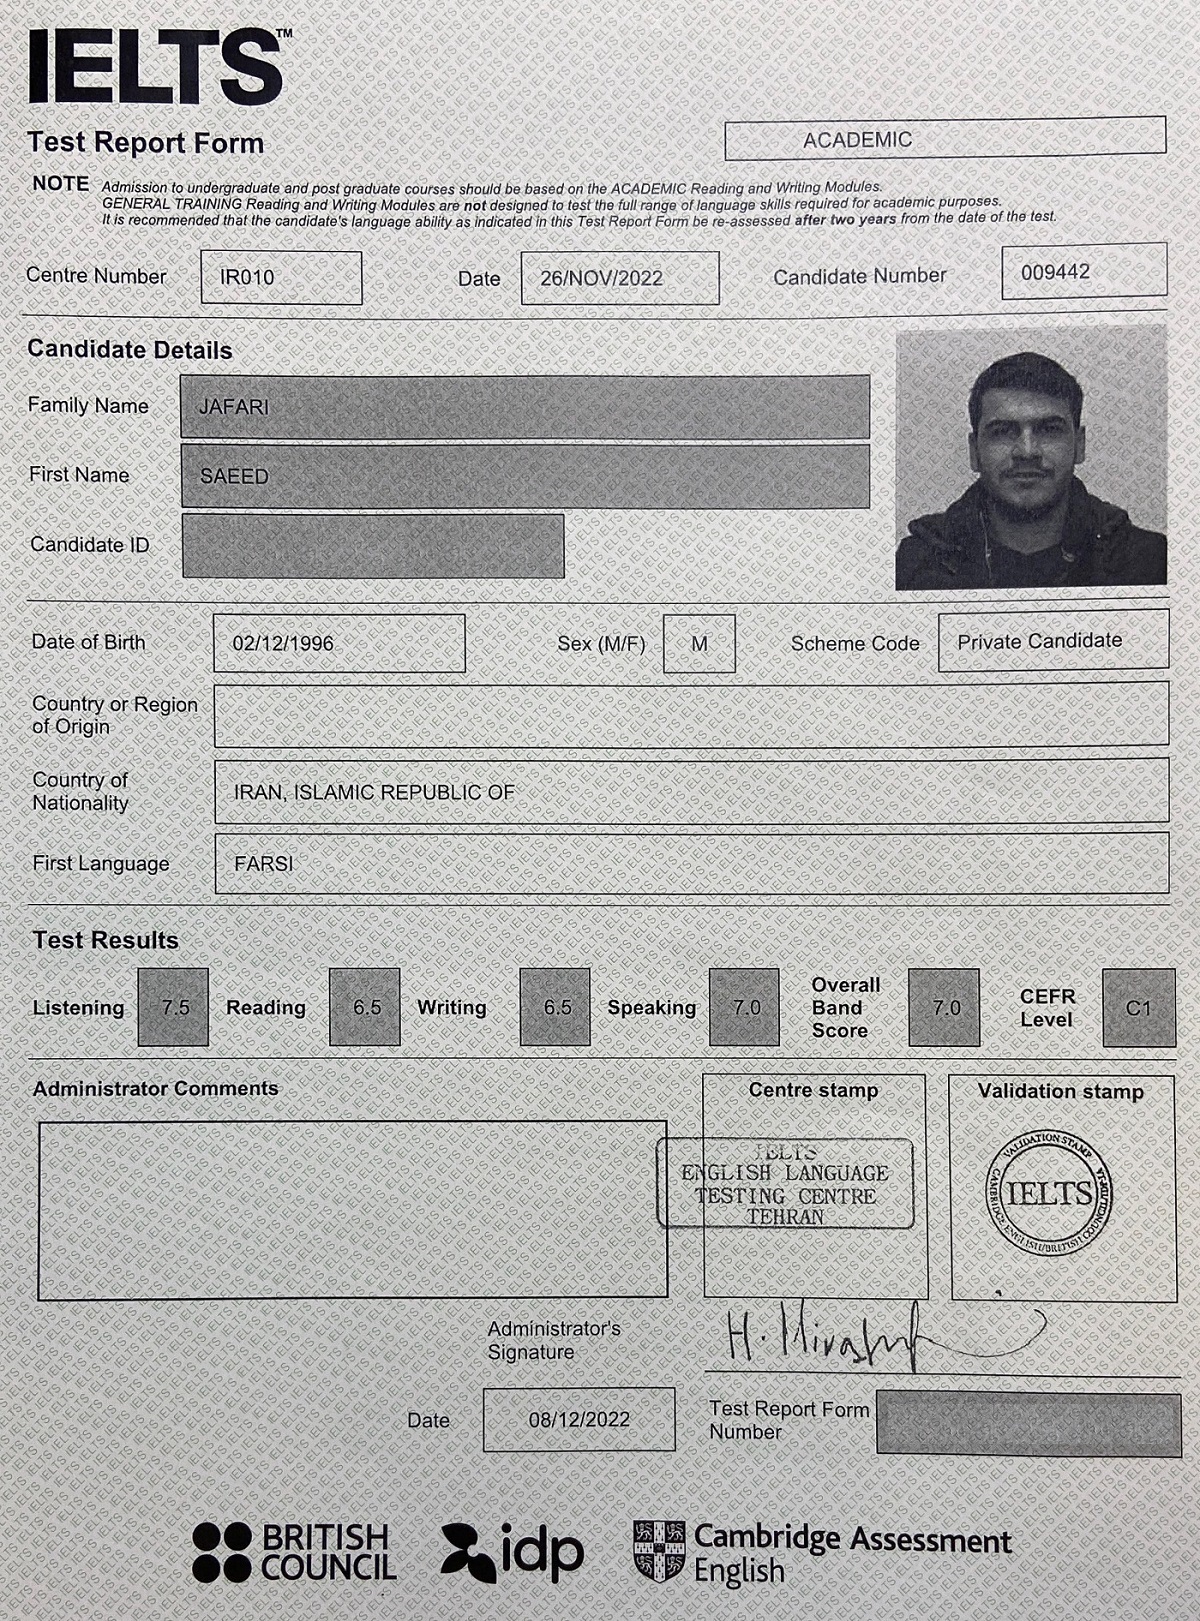 IELTS™
Test Report Form
ACADEMIC
NOTE Admission to undergraduate and post graduate courses should be based on the ACADEMIC Reading and Writing Modules.
GENERAL TRAINING Reading and Writing Modules are not designed to test the full range of language skills required for academic purposes.
It is recommended that the candidate's language ability as indicated in this Test Report Form be re-assessed after two years from the date of the test.
Centre Number IR010 Date 26/NOV/2022 Candidate Number 009442
Candidate Details
Family Name JAFARI
First Name SAEED
Candidate ID
Date of Birth 02/12/1996 Sex (M/F) M Scheme Code Private Candidate
Country or Region
of Origin
Country of
Nationality
IRAN, ISLAMIC REPUBLIC OF
First Language FARSI
Test Results
Listening 7.5 Reading 6.5 Writing 6.5 Speaking 7.0
Overall
Band
Score
7.0
CEFR
Level
C1
Administrator Comments
Centre stamp
IELTS
ENGLISH LANGUAGE
TESTING CENTRE
TEHRAN
Validation stamp
VALIDATION STAMP
IELTS
CAMBRIDGE ENGLISH/BRITISH COUNCIL
Administrator's
Signature
H.
Date 08/12/2022
Test Report Form
Number
BRITISH
COUNCIL
idp
Cambridge Assessment
English